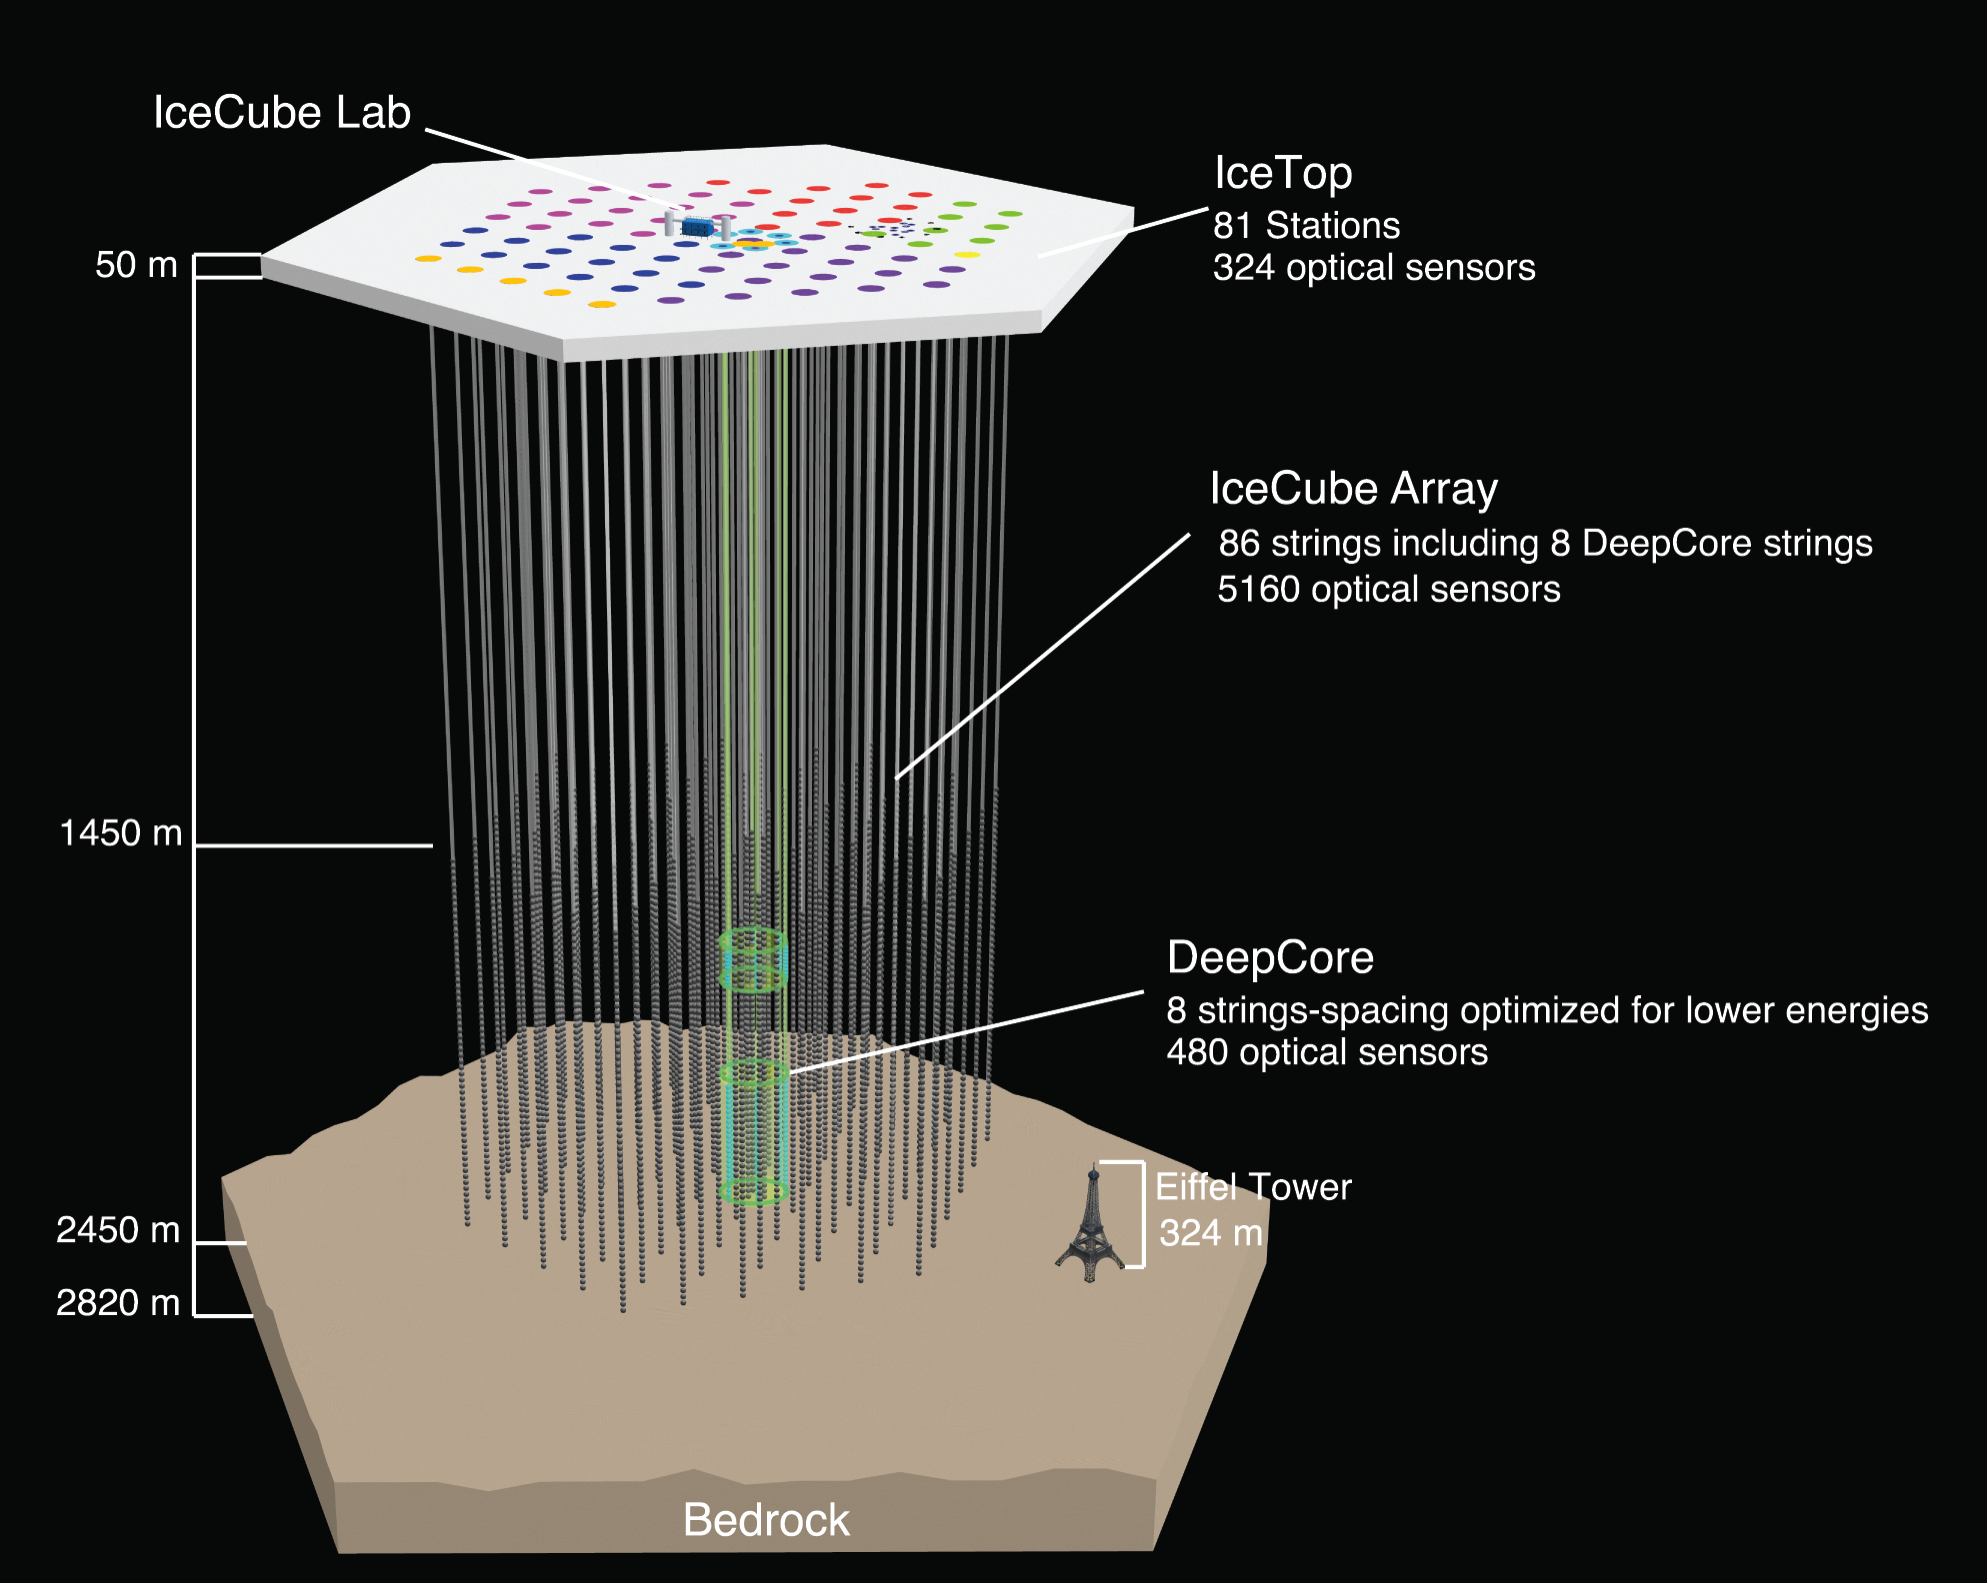 IceCube Lab
IceTop
81 Stations
324 optical sensors
50 m
IceCube Array
86 strings including 8 DeepCore strings
5160 optical sensors
1450 m
DeepCore
8 strings-spacing optimized for lower energies
480 optical sensors
Eiffel Tower
324 m
2450 m
2820 m
Bedrock